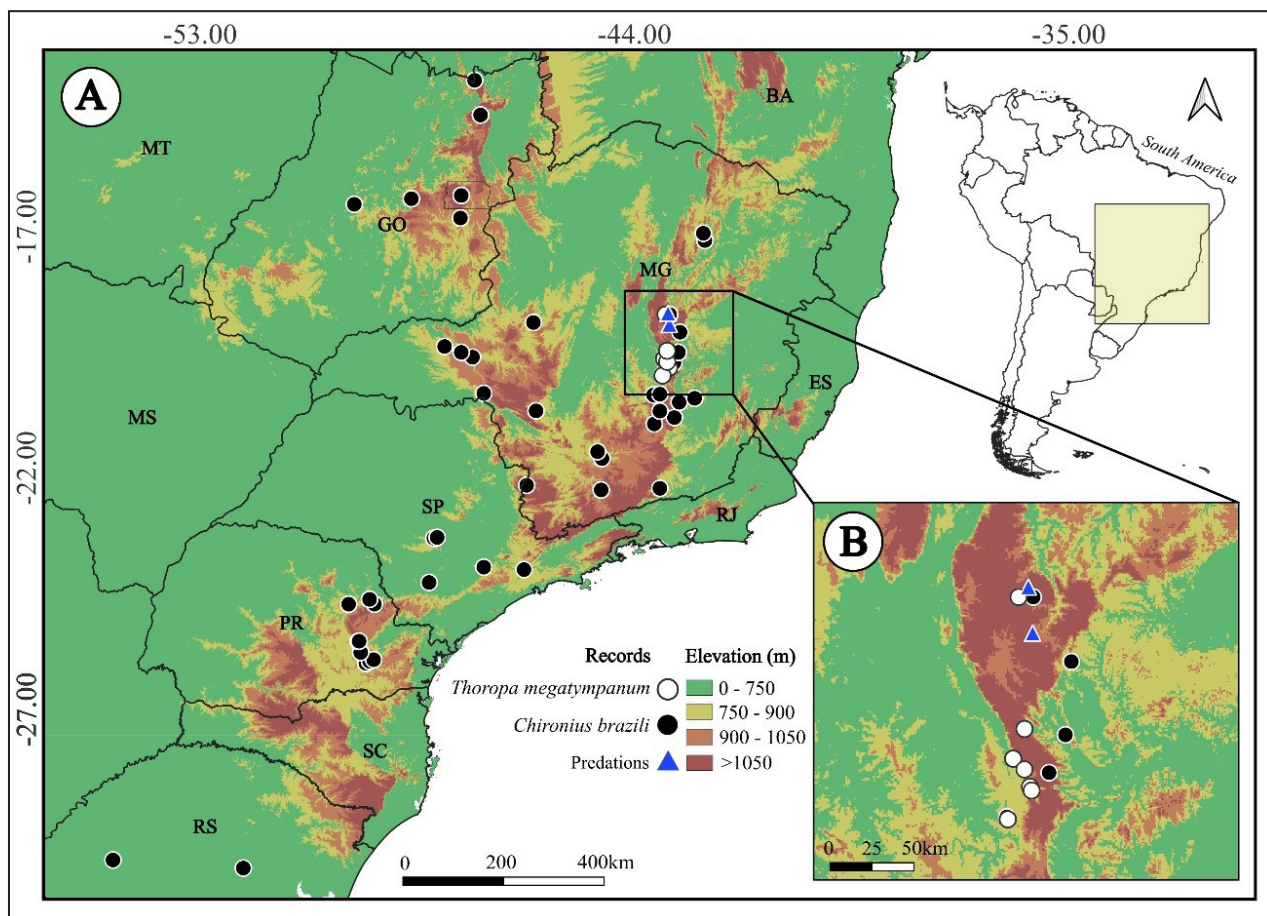 -53.00
-44.00
-35.00
A
BA
MT
South America
-17.00
GO
MG
ES
MS
-22.00
SP
RJ
B
PR
Records
Elevation (m)
Thoropa megatympanum
0 - 750
750 - 900
Chironius brazili
900 - 1050
Predations
>1050
-27.00
SC
RS
0
200
400km
0
25
50km